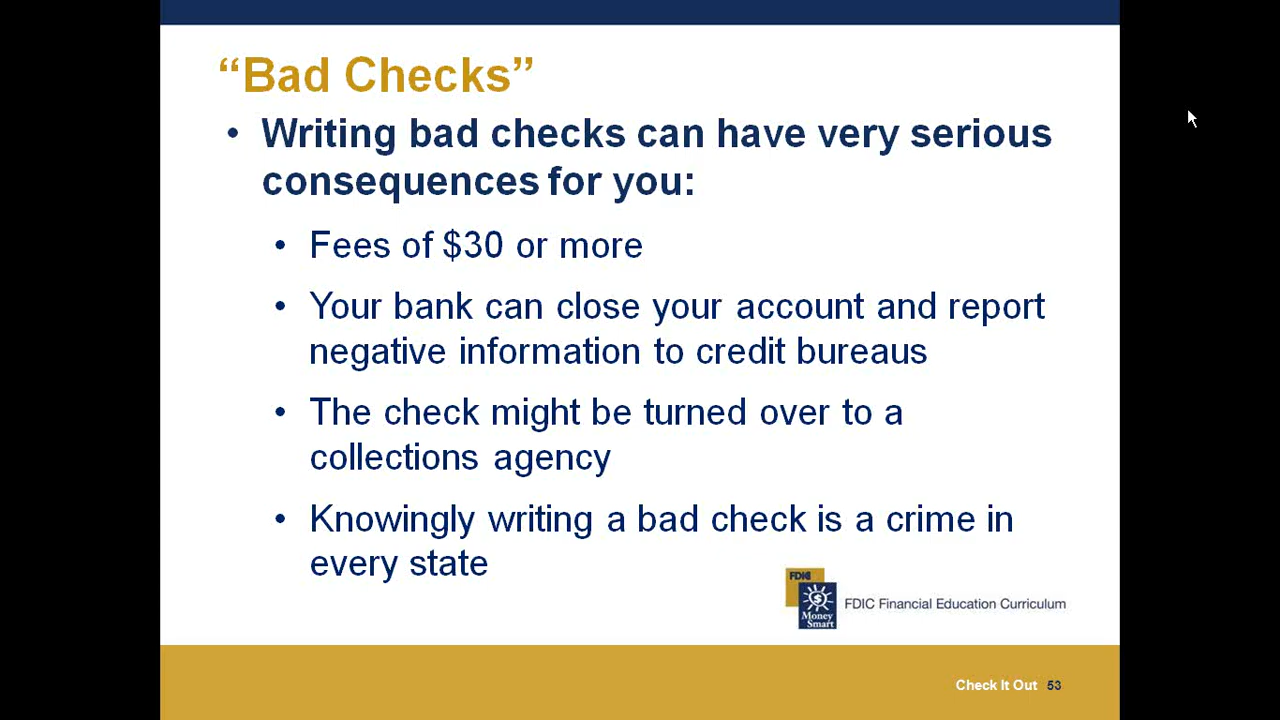 “Bad Checks”
• Writing bad checks can have very serious
consequences for you:
• Fees of $30 or more
• Your bank can close your account and report
negative information to credit bureaus
• The check might be turned over to a
collections agency
• Knowingly writing a bad check is a crime in
every state
FDIC
$
Money
Smart
FDIC Financial Education Curriculum
Check It Out 53